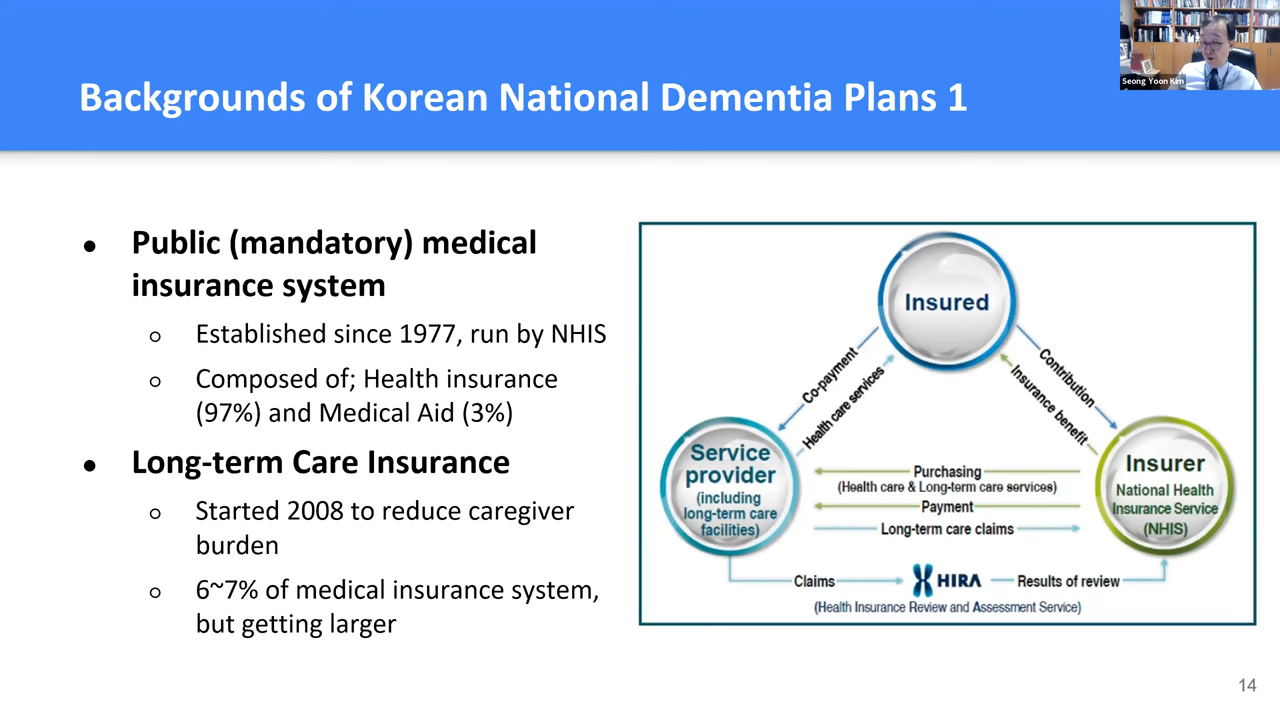 Seong Yoon Kim
Backgrounds of Korean National Dementia Plans 1
● Public (mandatory) medical
insurance system
○ Established since 1977, run by NHIS
○ Composed of; Health insurance
(97%) and Medical Aid (3%)
● Long-term Care Insurance
○ Started 2008 to reduce caregiver
burden
○ 6~7% of medical insurance system,
but getting larger
Insured
Co-payment
Health care services
Contribution
Insurance benefit
Service
provider
(including
long-term care
facilities)
Insurer
National Health
Insurance Service
(NHIS)
Purchasing
(Health care & Long-term care services)
Payment
Long-term care claims
Claims
HIRA
Results of review
(Health Insurance Review and Assessment Service)
14